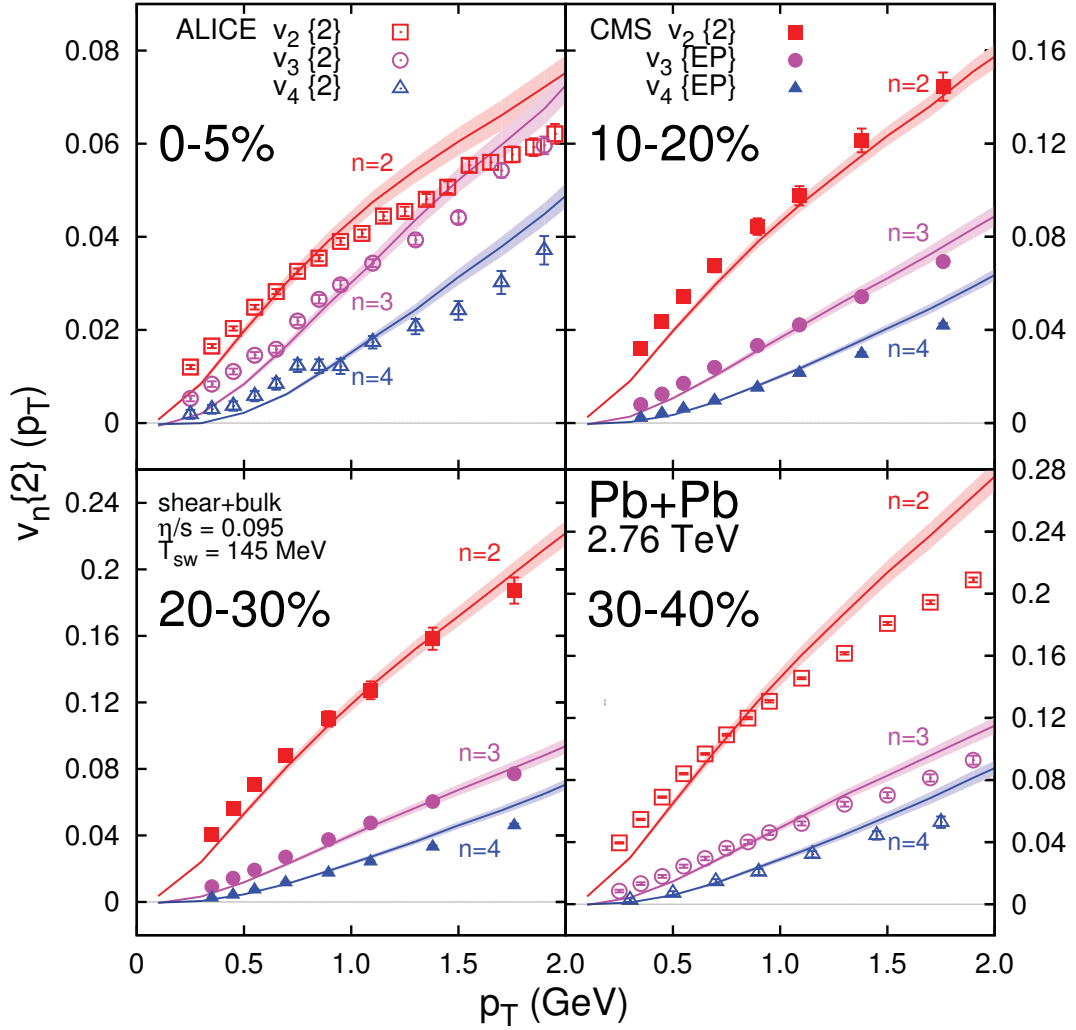 ALICE v2 {2}
v3 {2}
v4 {2}
0-5%
n=2
n=3
n=4
0.08
0.06
0.04
0.02
0
CMS v2 {2}
v3 {EP}
v4 {EP}
10-20%
n=2
n=3
n=4
0.16
0.12
0.08
0.04
0
vn{2} (pT)
shear+bulk
η/s = 0.095
Tsw = 145 MeV
20-30%
n=2
n=3
n=4
0.24
0.2
0.16
0.12
0.08
0.04
0
Pb+Pb
2.76 TeV
30-40%
n=2
n=3
n=4
0.28
0.24
0.2
0.16
0.12
0.08
0.04
0
0 0.5 1.0 1.5 2.0 0.5 1.0 1.5 2.0
pT (GeV)